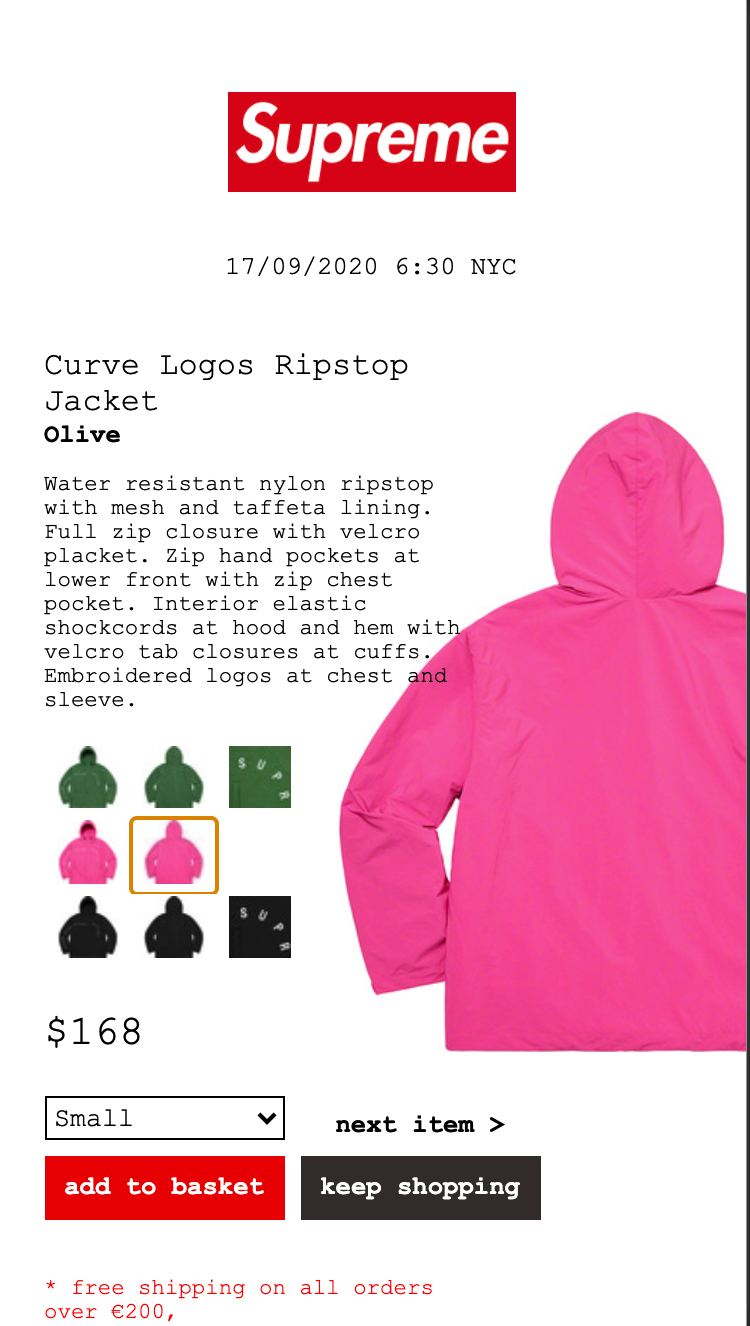 Supreme
17/09/2020 6:30 NYC
Curve Logos Ripstop
Jacket
Olive
Water resistant nylon ripstop
with mesh and taffeta lining.
Full zip closure with velcro
placket. Zip hand pockets at
lower front with zip chest
pocket. Interior elastic
shockcords at hood and hem with
velcro tab closures at cuffs.
Embroidered logos at chest and
sleeve.
S U P R
S U P R
$168
Small
next item >
add to basket
keep shopping
* free shipping on all orders
over €200,